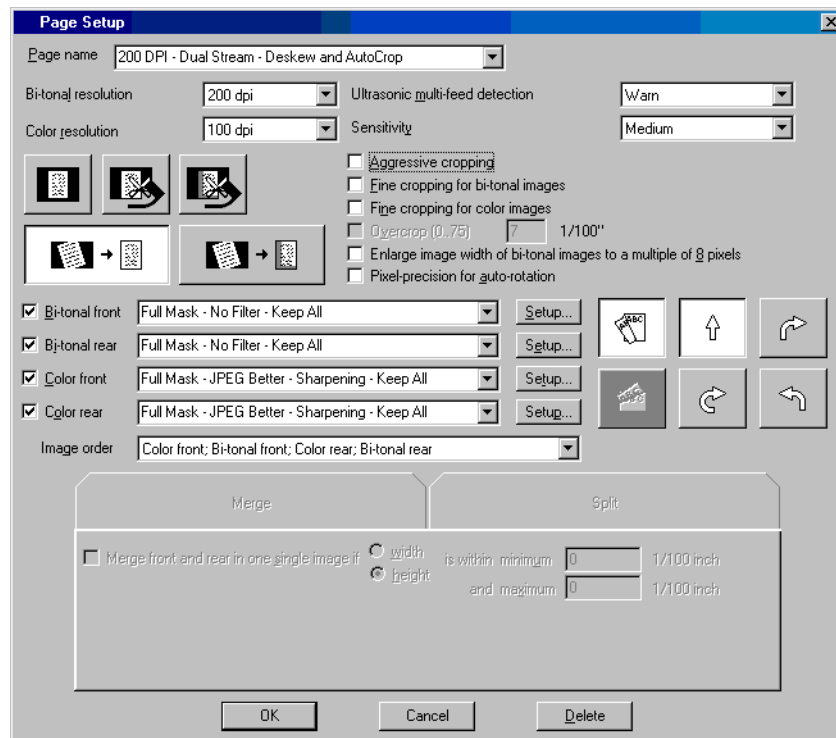 Page Setup
Page name 200 DPI - Dual Stream - Deskew and AutoCrop
Bi-tonal resolution 200 dpi Ultrasonic multi-feed detection Warn
Color resolution 100 dpi Sensitivity Medium
Aggressive cropping
Fine cropping for bi-tonal images
Fine cropping for color images
Overcrop (0..75) 7 1/100"
Enlarge image width of bi-tonal images to a multiple of 8 pixels
Pixel-precision for auto-rotation
Bi-tonal front Full Mask - No Filter - Keep All Setup...
Bi-tonal rear Full Mask - No Filter - Keep All Setup...
Color front Full Mask - JPEG Better - Sharpening - Keep All Setup...
Color rear Full Mask - JPEG Better - Sharpening - Keep All Setup...
ABC
Image order Color front; Bi-tonal front; Color rear; Bi-tonal rear
Merge Split
Merge front and rear in one single image if width is within minimum 0 1/100 inch
height and maximum 0 1/100 inch
OK Cancel Delete